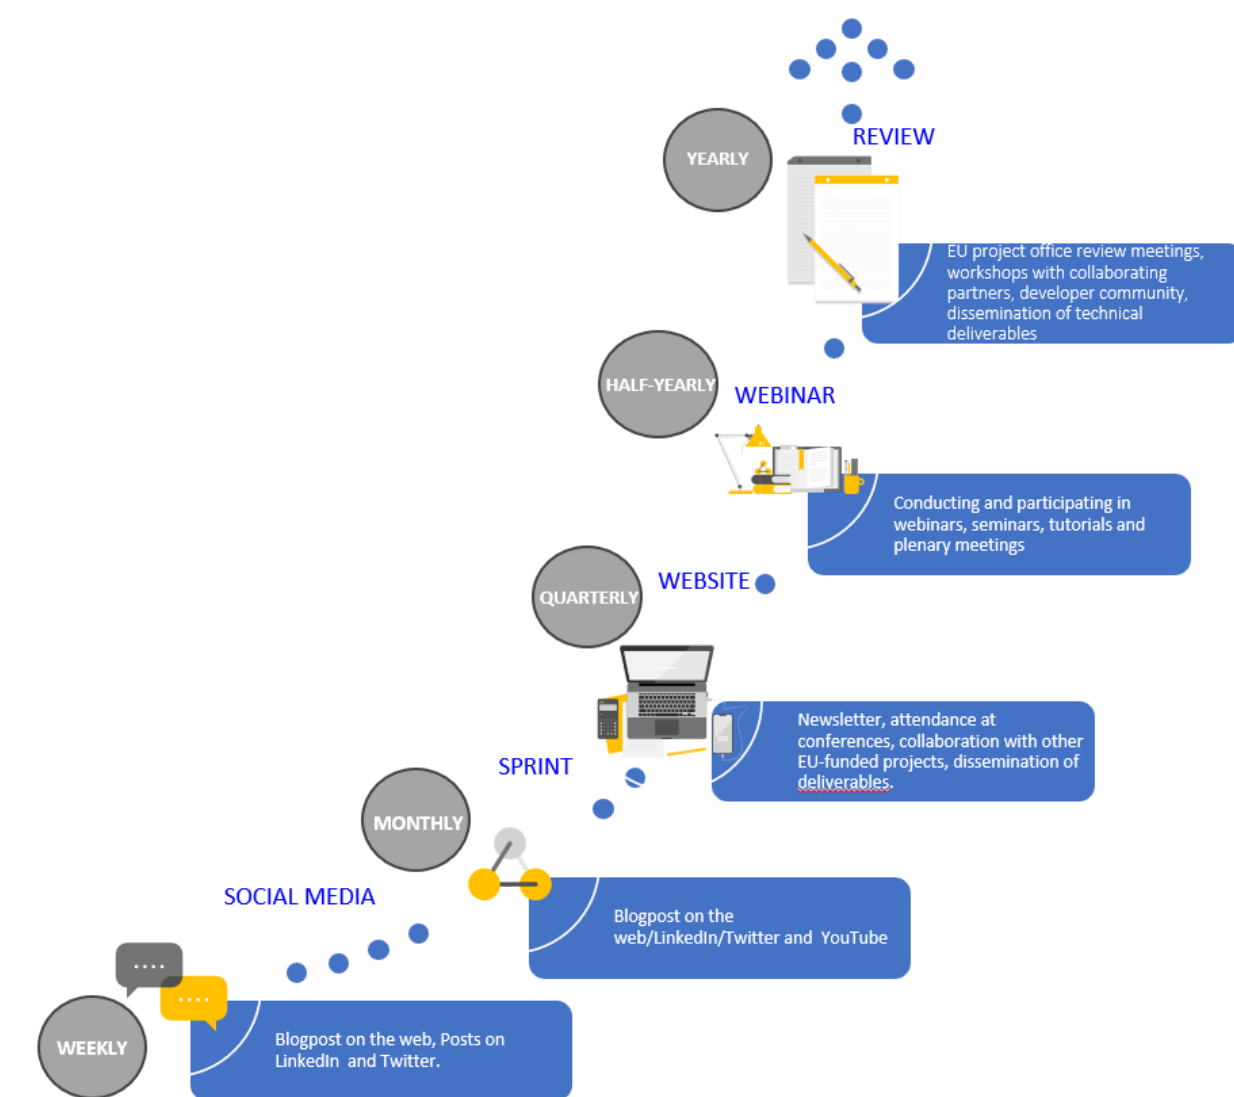 REVIEW
YEARLY
EU project office review meetings,
workshops with collaborating
partners, developer community,
dissemination of technical
deliverables
HALF-YEARLY
WEBINAR
Conducting and participating in
webinars, seminars, tutorials and
plenary meetings
QUARTERLY
WEBSITE
Newsletter, attendance at
conferences, collaboration with other
EU-funded projects, dissemination of
deliverables.
SPRINT
MONTHLY
Blogpost on the
web/LinkedIn/Twitter and  YouTube
SOCIAL MEDIA
WEEKLY
Blogpost on the web, Posts on
LinkedIn  and Twitter.